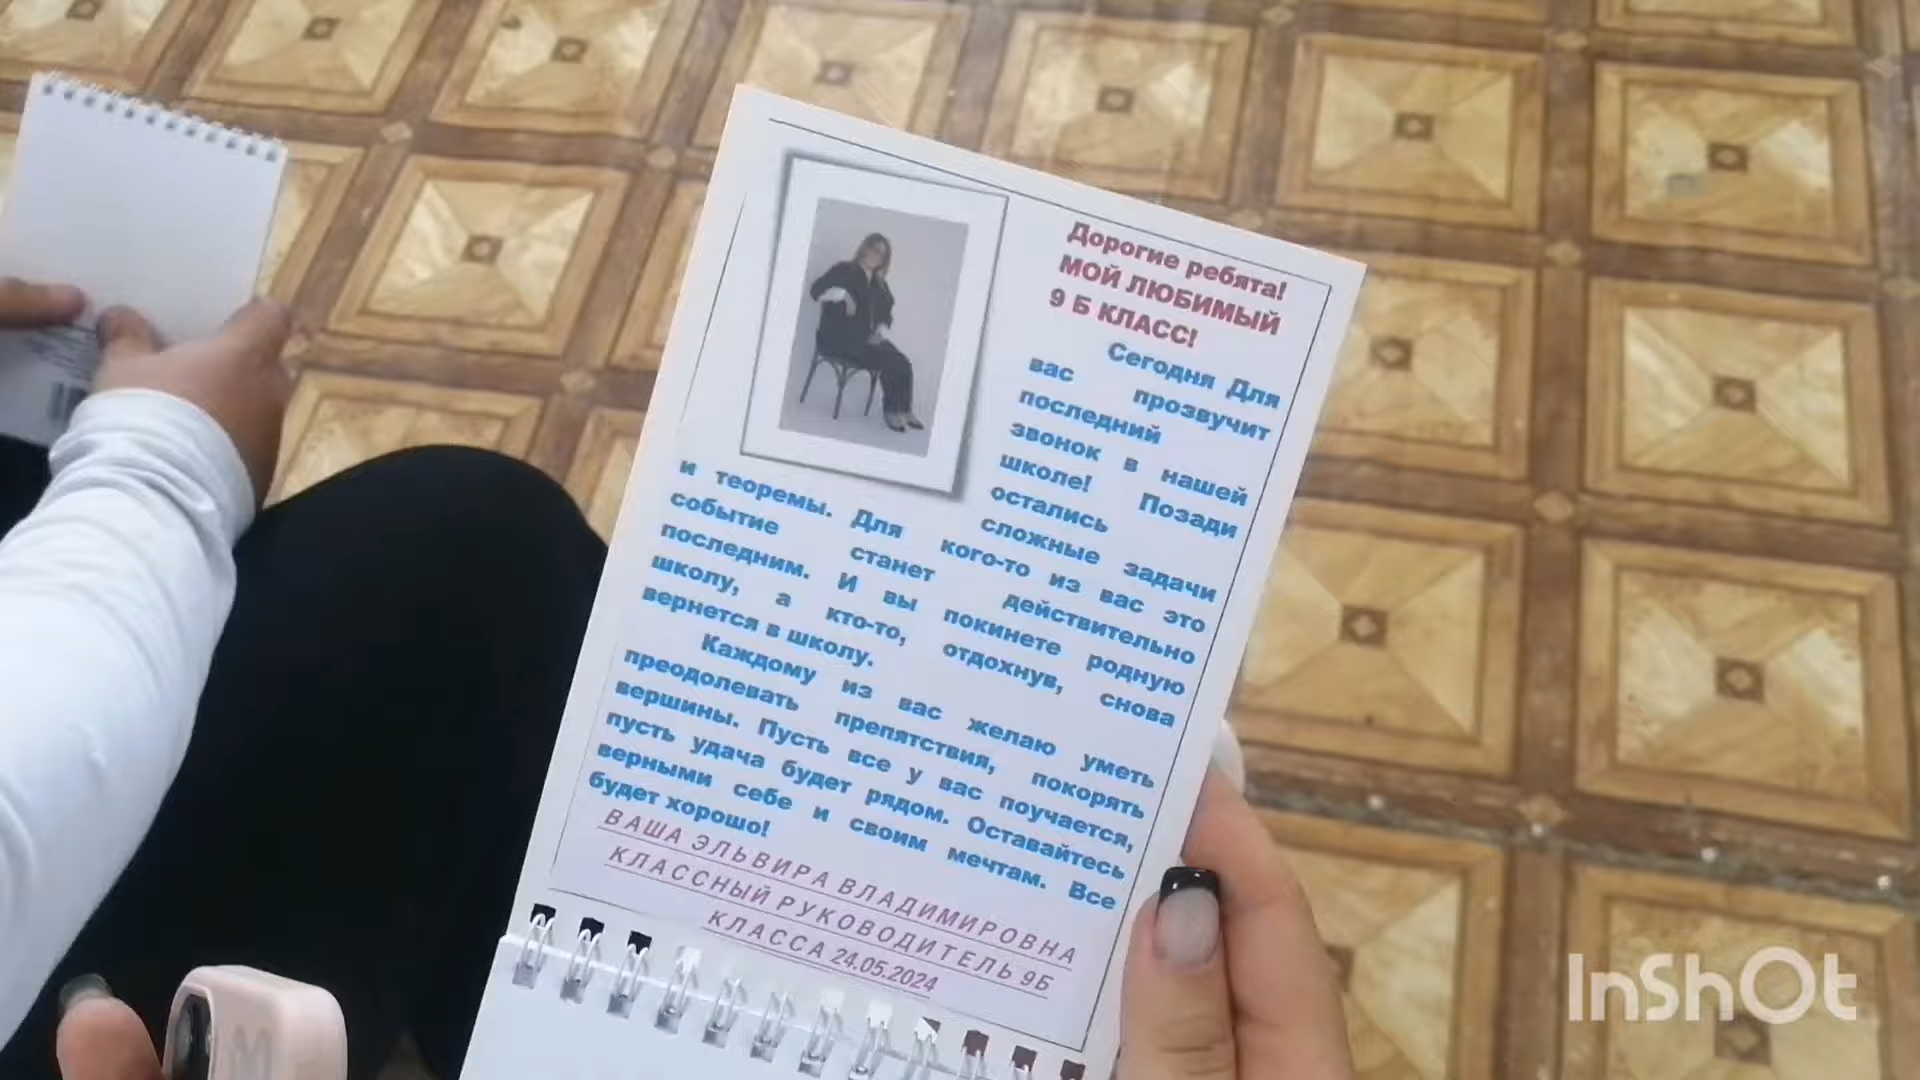 Дорогие ребята!
МОЙ ЛЮБИМЫЙ
9 Б КЛАСС!
Сегодня Для
вас прозвучит
последний
звонок в нашей
школе! Позади
остались
сложные задачи
и теоремы. Для кого-то из вас это
событие станет действительно
последним. И вы покинете родную
школу, а кто-то, отдохнув, снова
вернется в школу.
Каждому из вас желаю уметь
преодолевать препятствия, покорять
вершины. Пусть все у вас поучается,
пусть удача будет рядом. Оставайтесь
верными себе и своим мечтам. Все
будет хорошо!
ВАША ЭЛЬВИРА ВЛАДИМИРОВНА
КЛАССНЫЙ РУКОВОДИТЕЛЬ 9Б
КЛАССА 24.05.2024
InShOt